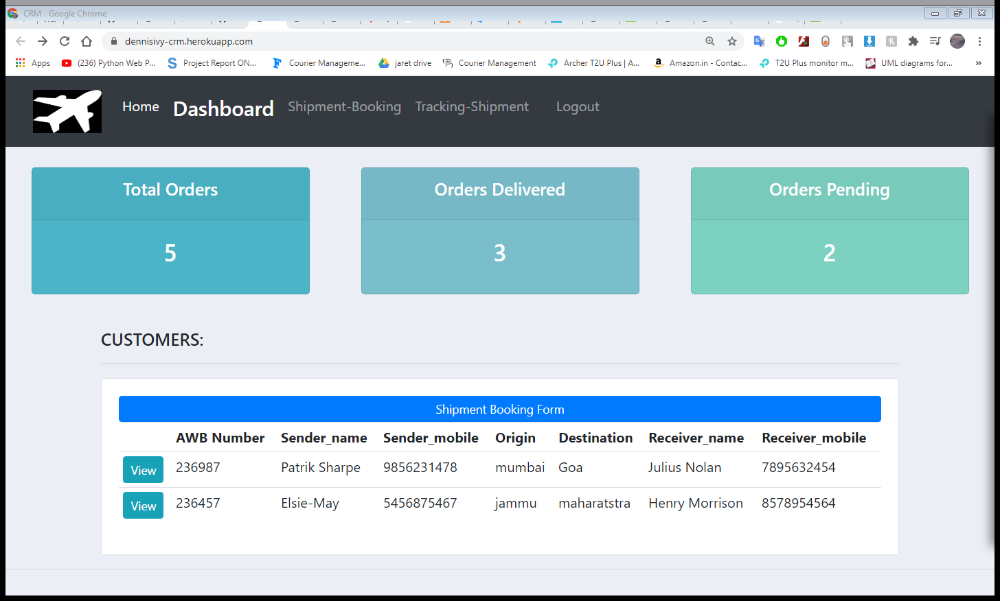 CRM - Google Chrome
dennisivy-crm.herokuapp.com
Apps (236) Python Web P... Project Report ON... Courier Manageme... jaret drive Courier Management Archer T2U Plus | A... Amazon.in - Contac... T2U Plus monitor m... UML diagrams for... »
Home Dashboard Shipment-Booking Tracking-Shipment Logout
Total Orders Orders Delivered Orders Pending
5 3 2
CUSTOMERS:
Shipment Booking Form
AWB Number Sender_name Sender_mobile Origin Destination Receiver_name Receiver_mobile
View 236987 Patrik Sharpe 9856231478 mumbai Goa Julius Nolan 7895632454
View 236457 Elsie-May 5456875467 jammu maharatstra Henry Morrison 8578954564